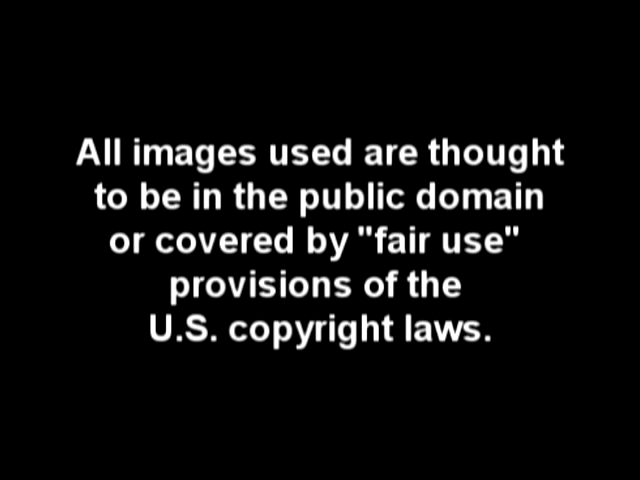 All images used are thought
to be in the public domain
or covered by "fair use"
provisions of the
U.S. copyright laws.